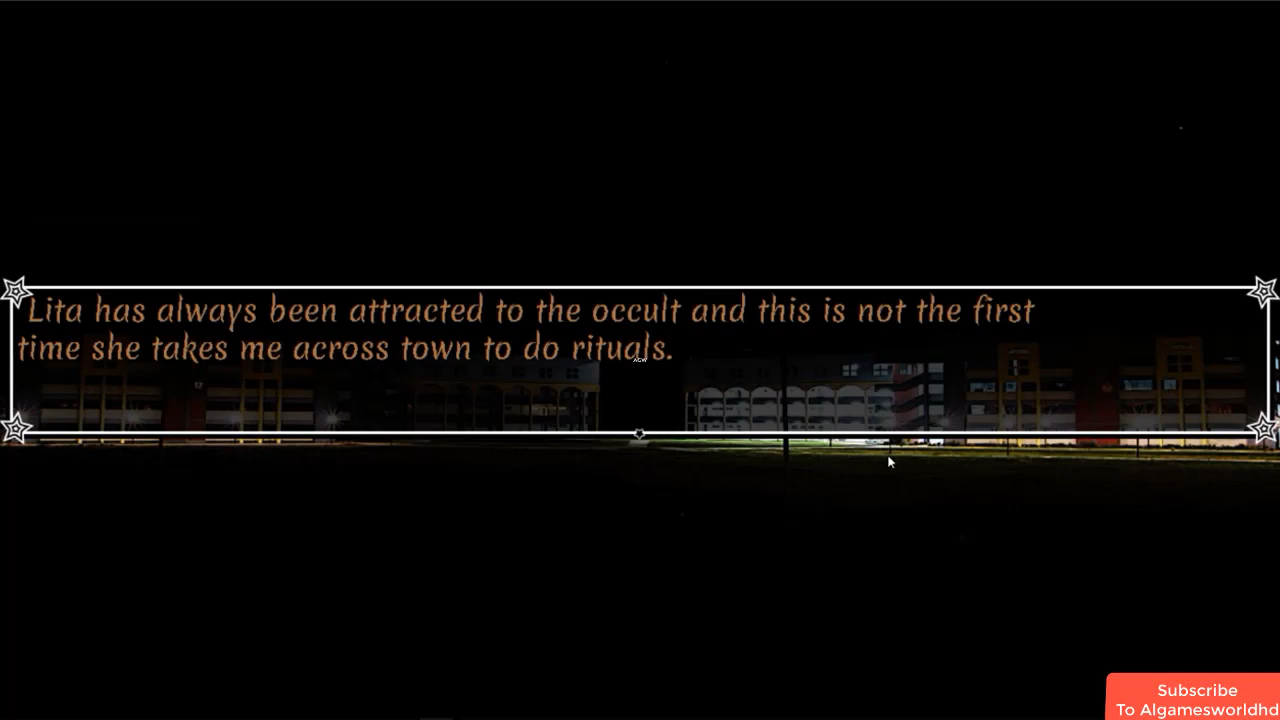 Lita has always been attracted to the occult and this is not the first
time she takes me across town to do rituals.
AGW
Subscribe
To Algamesworldhd